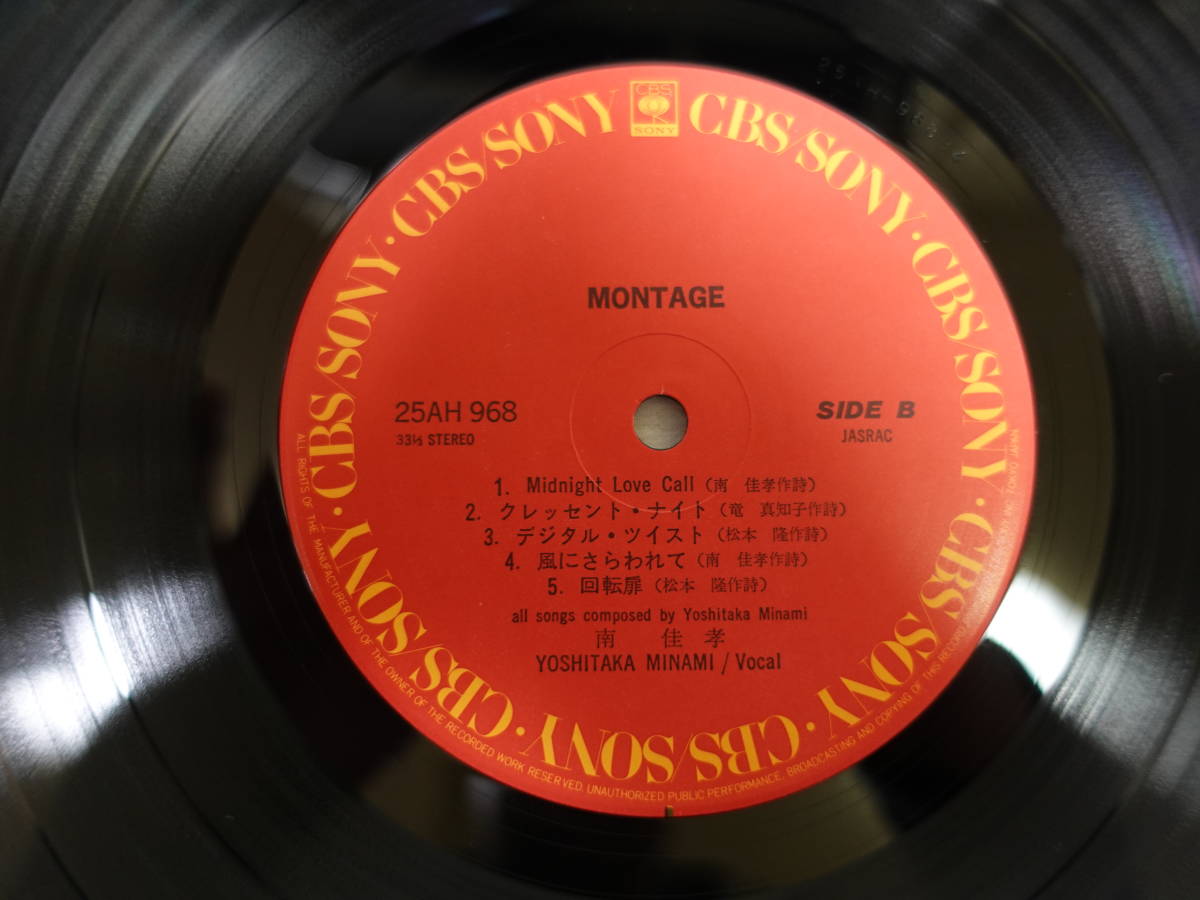 CBS
SONY
CBS/SONY · CBS/SONY · CBS/SONY · CBS/SONY · CBS/SONY · CBS/SONY · CBS/SONY · CBS/SONY
MONTAGE
25AH 968
33⅓ STEREO
SIDE B
JASRAC
1. Midnight Love Call (南 佳孝作詩)
2. クレッセント・ナイト (竜 真知子作詩)
3. デジタル・ツイスト (松本 隆作詩)
4. 風にさらわれて (南 佳孝作詩)
5. 回転扉 (松本 隆作詩)
all songs composed by Yoshitaka Minami
南 佳 孝
YOSHITAKA MINAMI / Vocal
ALL RIGHTS OF THE MANUFACTURER AND OF THE OWNER OF THE RECORDED WORK RESERVED. UNAUTHORIZED PUBLIC PERFORMANCE, BROADCASTING AND COPYING OF THIS RECORD
TOKYO JAPAN